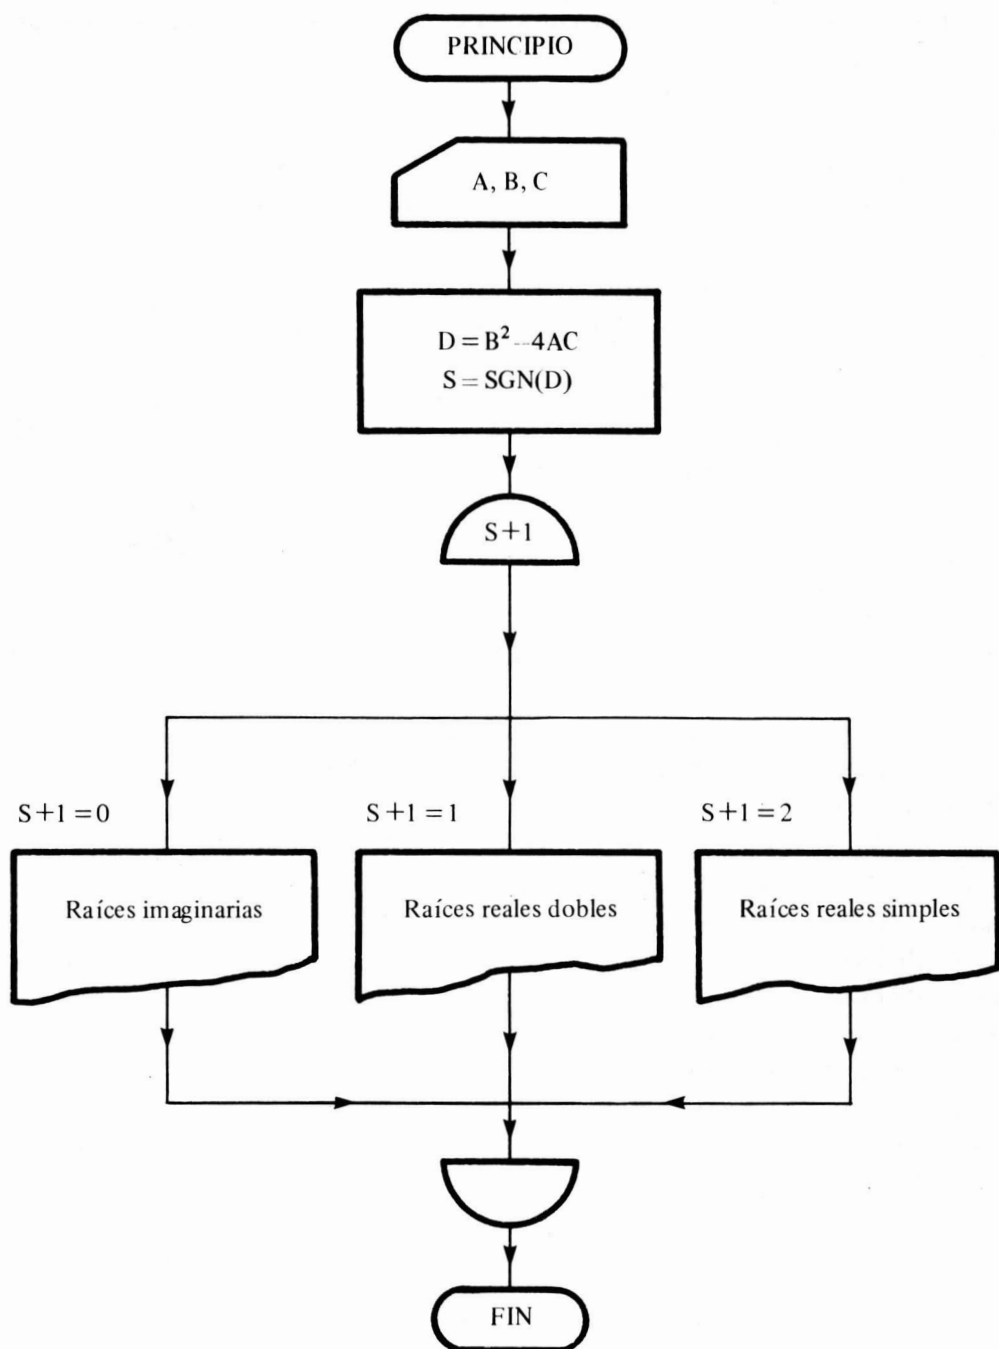 PRINCIPIO
A, B, C
D = B² - 4AC
S = SGN(D)
S+1
S+1 = 0
S+1 = 1
S+1 = 2
Raíces imaginarias
Raíces reales dobles
Raíces reales simples
FIN